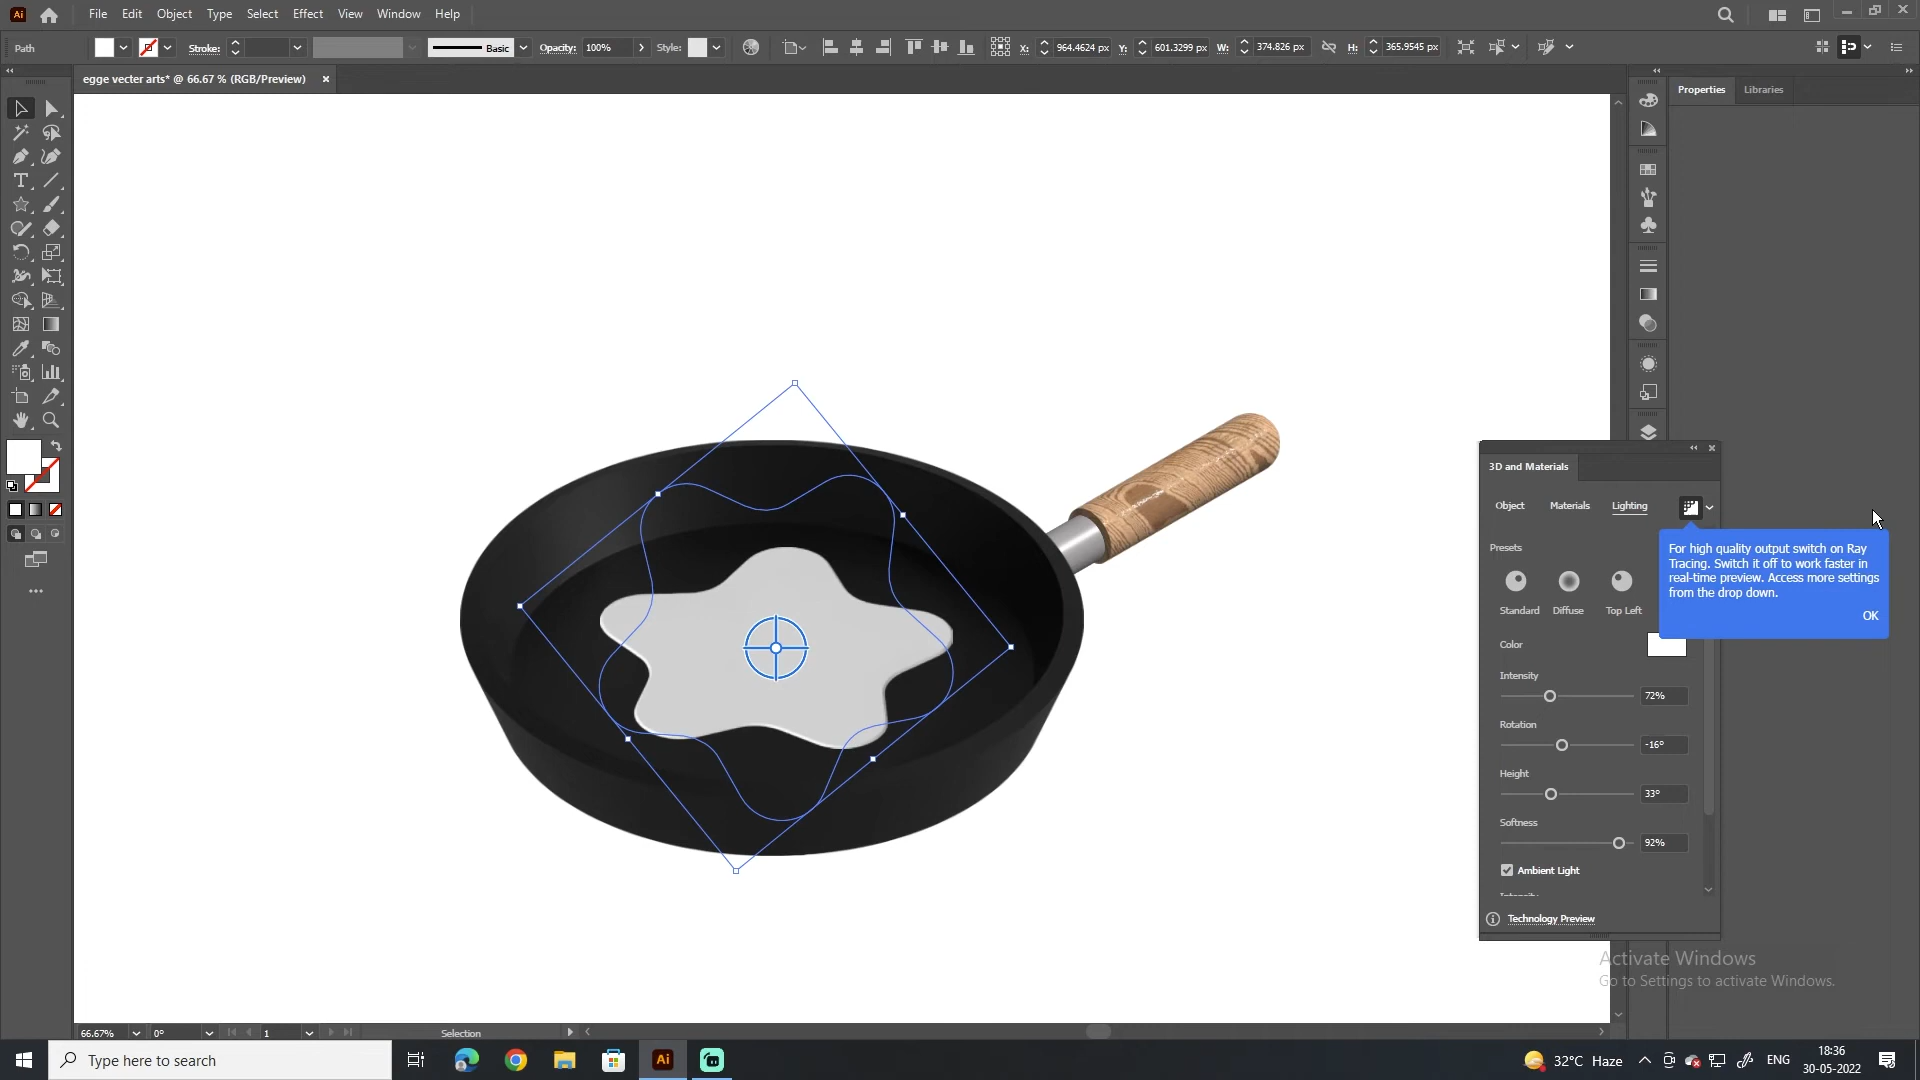 Ai File Edit Object Type Select Effect View Window Help
Path Stroke: Basic Opacity: 100% Style: X: 964.4624 px Y: 601.3299 px W: 374.826 px H: 365.9545 px
egge vecter arts* @ 66.67 % (RGB/Preview) ×
Properties Libraries
3D and Materials
Object Materials Lighting
Presets
For high quality output switch on Ray
Tracing. Switch it off to work faster in
real-time preview. Access more settings
from the drop down.
OK
Standard Diffuse Top Left
Color
Intensity
72%
Rotation
-16°
Height
33°
Softness
92%
Ambient Light
Intensity
Technology Preview
Activate Windows
Go to Settings to activate Windows.
66.67% 0° 1 Selection
Type here to search
Ai
32°C Haze
ENG
18:36
30-05-2022